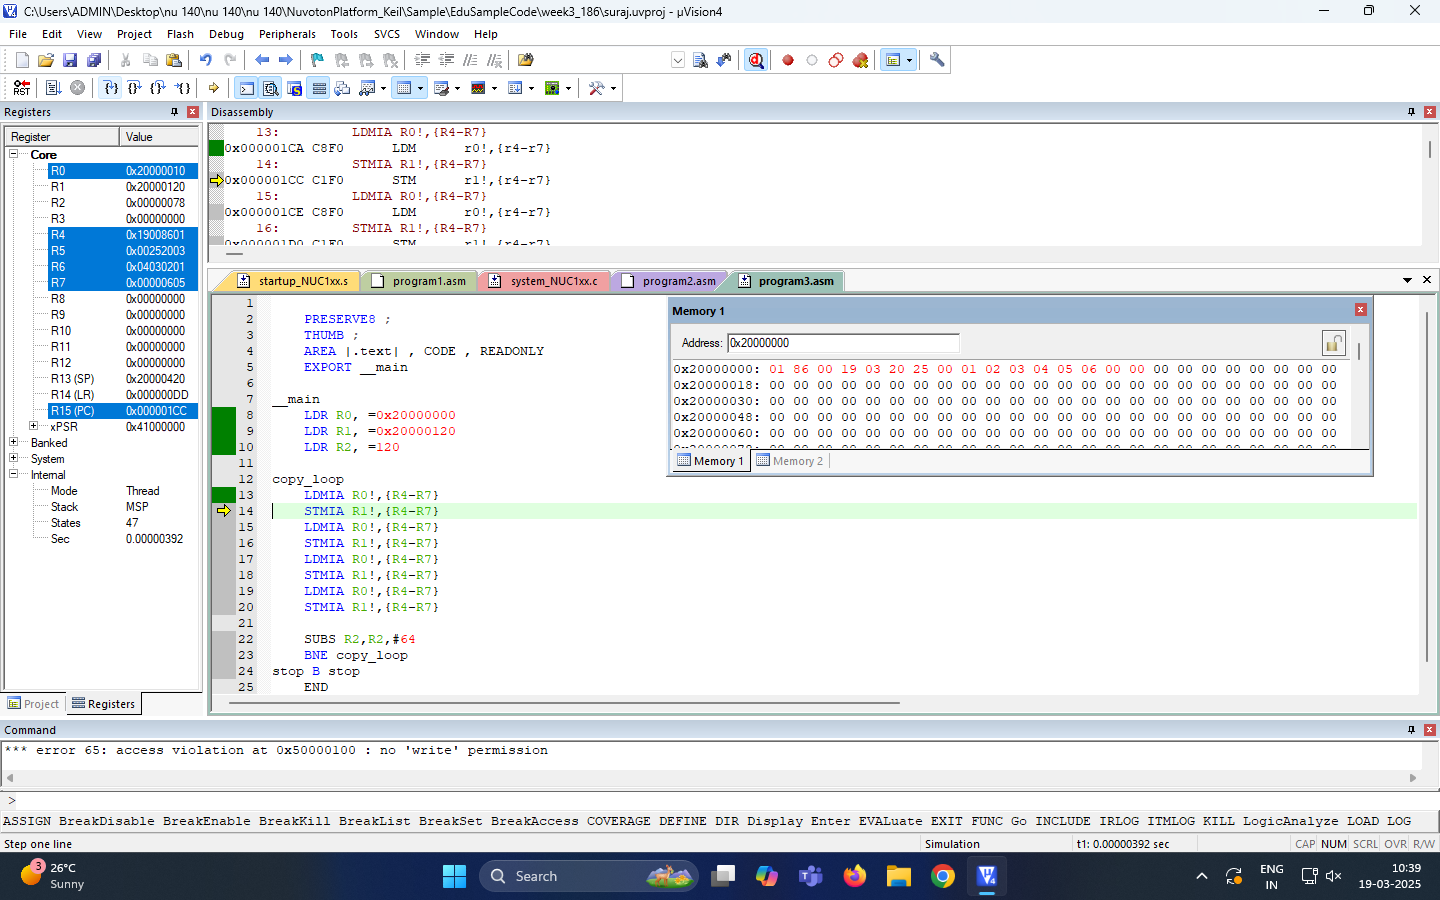 C:\Users\ADMIN\Desktop\nu 140\nu 140\nu 140\NuvotonPlatform_Keil\Sample\EduSampleCode\week3_186\suraj.uvproj - µVision4
File Edit View Project Flash Debug Peripherals Tools SVCS Window Help
RST
Registers
Register Value
Core
R0 0x20000010
R1 0x20000120
R2 0x00000078
R3 0x00000000
R4 0x19008601
R5 0x00252003
R6 0x04030201
R7 0x00000605
R8 0x00000000
R9 0x00000000
R10 0x00000000
R11 0x00000000
R12 0x00000000
R13 (SP) 0x20000420
R14 (LR) 0x000000DD
R15 (PC) 0x000001CC
xPSR 0x41000000
Banked
System
Internal
Mode Thread
Stack MSP
States 47
Sec 0.00000392
Project Registers
Disassembly
13: LDMIA R0!,{R4-R7}
0x000001CA C8F0 LDM r0!,{r4-r7}
14: STMIA R1!,{R4-R7}
0x000001CC C1F0 STM r1!,{r4-r7}
15: LDMIA R0!,{R4-R7}
0x000001CE C8F0 LDM r0!,{r4-r7}
16: STMIA R1!,{R4-R7}
0x000001D0 C1F0 STM r1!,{r4-r7}
startup_NUC1xx.s program1.asm system_NUC1xx.c program2.asm program3.asm
1
2 PRESERVE8 ;
3 THUMB ;
4 AREA |.text| , CODE , READONLY
5 EXPORT __main
6
7 __main
8 LDR R0, =0x20000000
9 LDR R1, =0x20000120
10 LDR R2, =120
11
12 copy_loop
13 LDMIA R0!,{R4-R7}
14 STMIA R1!,{R4-R7}
15 LDMIA R0!,{R4-R7}
16 STMIA R1!,{R4-R7}
17 LDMIA R0!,{R4-R7}
18 STMIA R1!,{R4-R7}
19 LDMIA R0!,{R4-R7}
20 STMIA R1!,{R4-R7}
21
22 SUBS R2,R2,#64
23 BNE copy_loop
24 stop B stop
25 END
Memory 1
Address: 0x20000000
0x20000000: 01 86 00 19 03 20 25 00 01 02 03 04 05 06 00 00 00 00 00 00 00 00 00 00
0x20000018: 00 00 00 00 00 00 00 00 00 00 00 00 00 00 00 00 00 00 00 00 00 00 00 00
0x20000030: 00 00 00 00 00 00 00 00 00 00 00 00 00 00 00 00 00 00 00 00 00 00 00 00
0x20000048: 00 00 00 00 00 00 00 00 00 00 00 00 00 00 00 00 00 00 00 00 00 00 00 00
0x20000060: 00 00 00 00 00 00 00 00 00 00 00 00 00 00 00 00 00 00 00 00 00 00 00 00
Memory 1 Memory 2
Command
*** error 65: access violation at 0x50000100 : no 'write' permission
>
ASSIGN BreakDisable BreakEnable BreakKill BreakList BreakSet BreakAccess COVERAGE DEFINE DIR Display Enter EVALuate EXIT FUNC Go INCLUDE IRLOG ITMLOG KILL LogicAnalyze LOAD LOG
Step one line Simulation t1: 0.00000392 sec CAP NUM SCRL OVR R/W
3
26°C
Sunny
Search
ENG
IN
10:39
19-03-2025